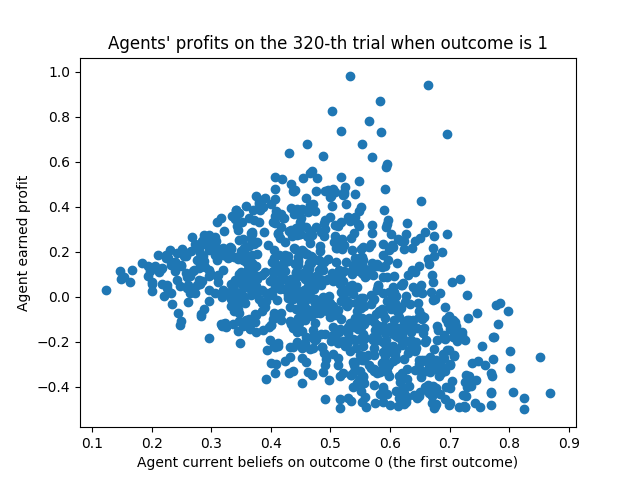 Agents' profits on the 320-th trial when outcome is 1
Agent earned profit
1.0
0.8
0.6
0.4
0.2
0.0
−0.2
−0.4
0.1 0.2 0.3 0.4 0.5 0.6 0.7 0.8 0.9
Agent current beliefs on outcome 0 (the first outcome)